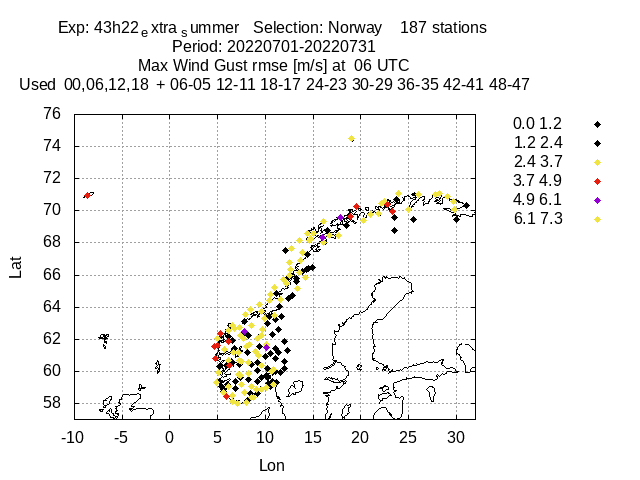 Exp: 43h22extrasummer Selection: Norway 187 stations
Period: 20220701-20220731
Max Wind Gust rmse [m/s] at 06 UTC
Used 00,06,12,18 + 06-05 12-11 18-17 24-23 30-29 36-35 42-41 48-47
76
74
72
70
68
66
64
62
60
58
-10 -5 0 5 10 15 20 25 30
Lat
Lon
0.0 1.2
1.2 2.4
2.4 3.7
3.7 4.9
4.9 6.1
6.1 7.3